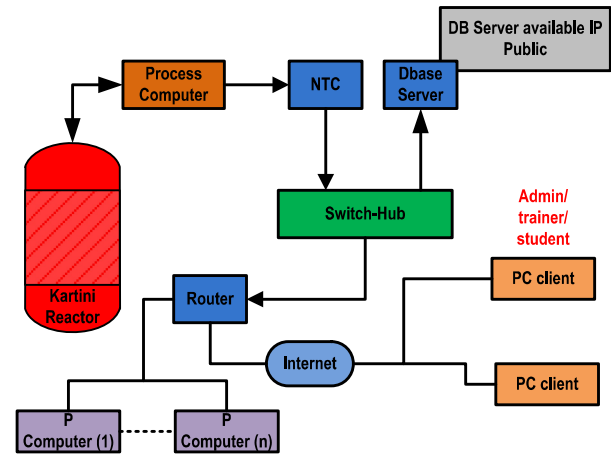 DB Server available IP
Public
Process
Computer
NTC
Dbase
Server
Switch-Hub
Admin/
trainer/
student
PC client
Kartini
Reactor
Router
Internet
PC client
P
Computer (1)
P
Computer (n)